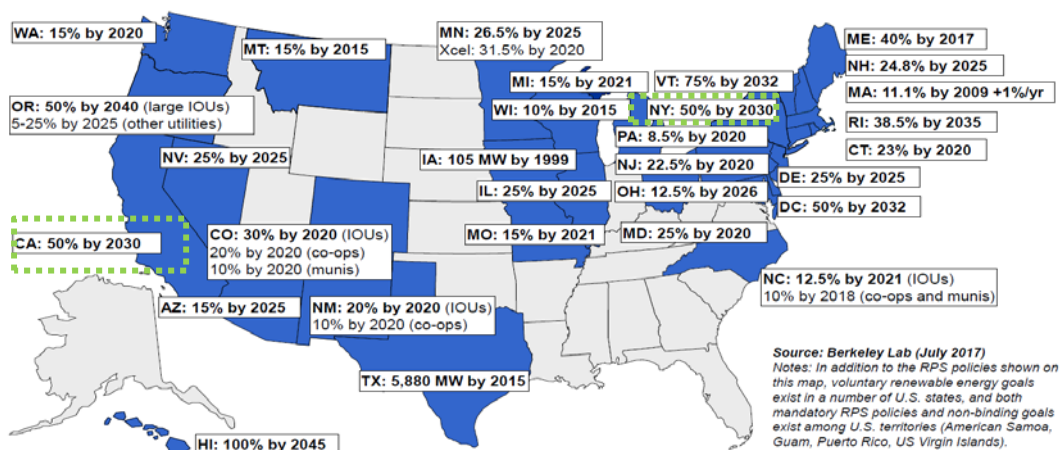 WA: 15% by 2020
MT: 15% by 2015
MN: 26.5% by 2025
Xcel: 31.5% by 2020
ME: 40% by 2017
NH: 24.8% by 2025
MI: 15% by 2021
VT: 75% by 2032
MA: 11.1% by 2009 +1%/yr
OR: 50% by 2040 (large IOUs)
5-25% by 2025 (other utilities)
WI: 10% by 2015
NY: 50% by 2030
RI: 38.5% by 2035
PA: 8.5% by 2020
CT: 23% by 2020
NV: 25% by 2025
IA: 105 MW by 1999
NJ: 22.5% by 2020
DE: 25% by 2025
IL: 25% by 2025
OH: 12.5% by 2026
DC: 50% by 2032
CA: 50% by 2030
CO: 30% by 2020 (IOUs)
20% by 2020 (co-ops)
10% by 2020 (munis)
MO: 15% by 2021
MD: 25% by 2020
NC: 12.5% by 2021 (IOUs)
10% by 2018 (co-ops and munis)
AZ: 15% by 2025
NM: 20% by 2020 (IOUs)
10% by 2020 (co-ops)
TX: 5,880 MW by 2015
HI: 100% by 2045
Source: Berkeley Lab (July 2017)
Notes: In addition to the RPS policies shown on
this map, voluntary renewable energy goals
exist in a number of U.S. states, and both
mandatory RPS policies and non-binding goals
exist among U.S. territories (American Samoa,
Guam, Puerto Rico, US Virgin Islands).